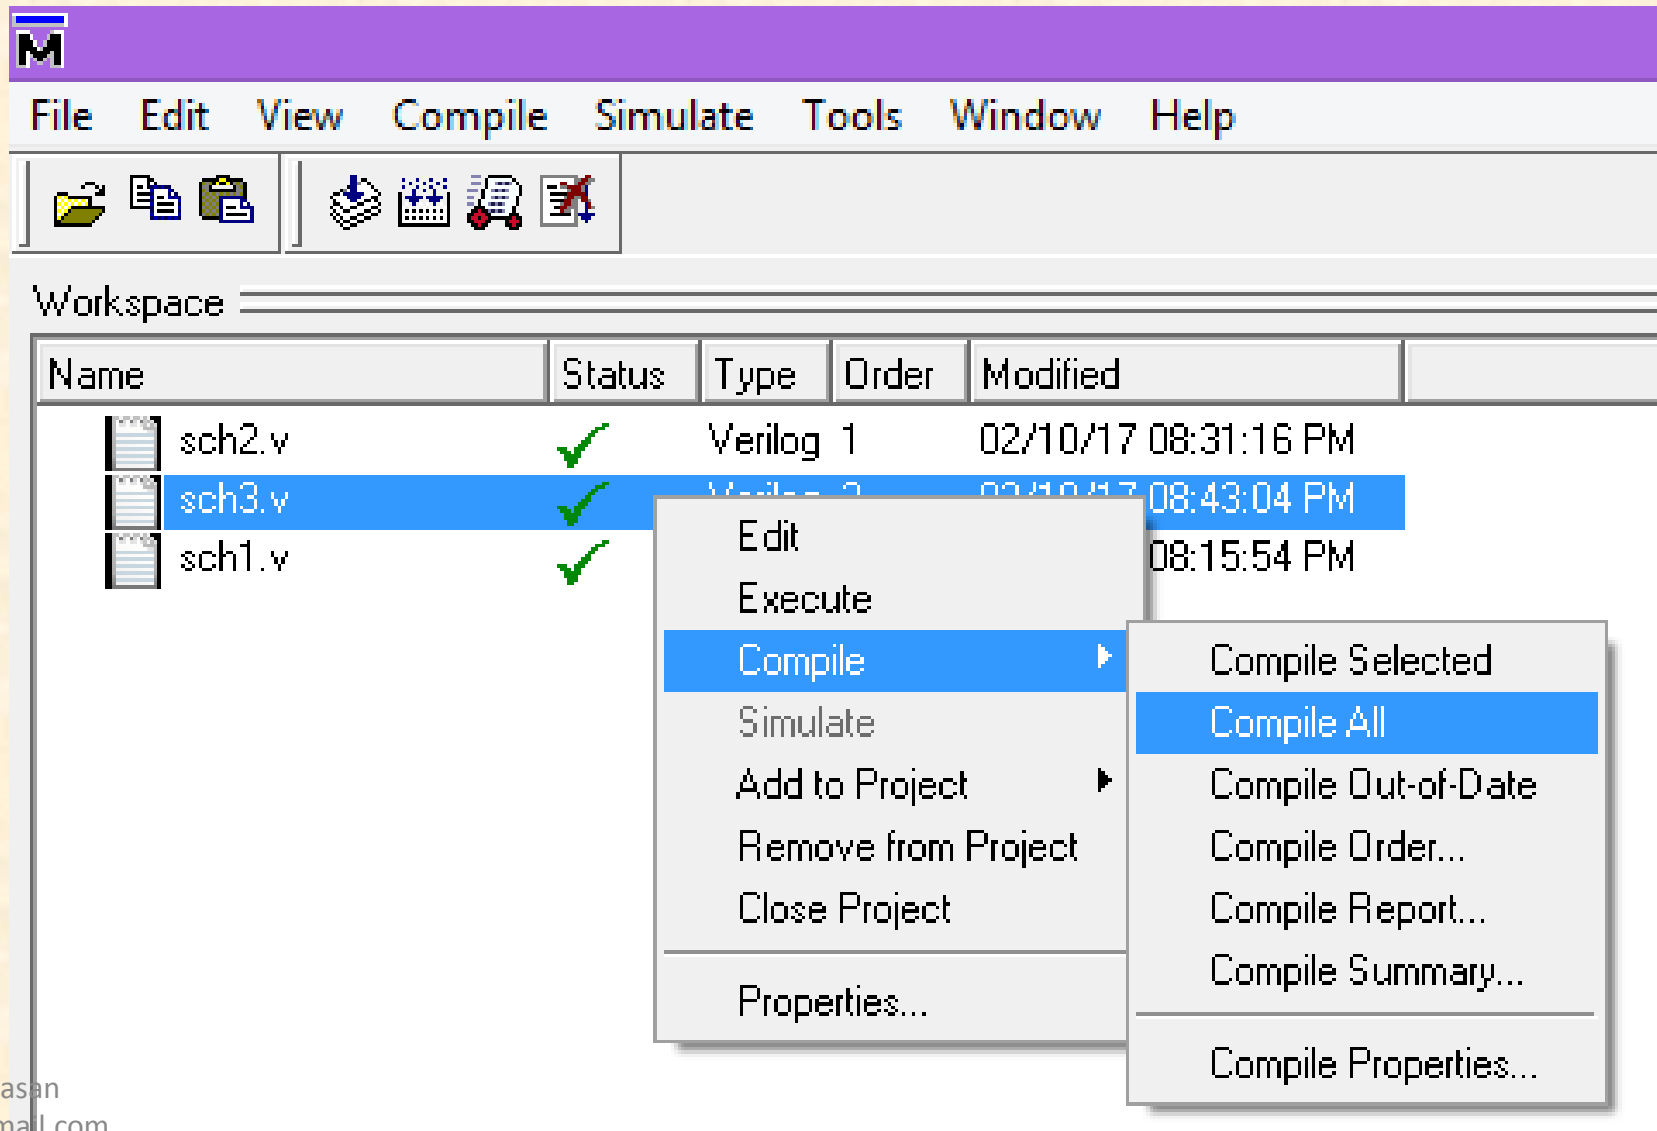 M
File Edit View Compile Simulate Tools Window Help
Workspace
Name Status Type Order Modified
sch2.v Verilog 1 02/10/17 08:31:16 PM
sch3.v Verilog 08:43:04 PM
sch1.v 08:15:54 PM
Edit
Execute
Compile
Simulate
Add to Project
Remove from Project
Close Project
Properties...
Compile Selected
Compile All
Compile Out-of-Date
Compile Order...
Compile Report...
Compile Summary...
Compile Properties...
asan
mail.com